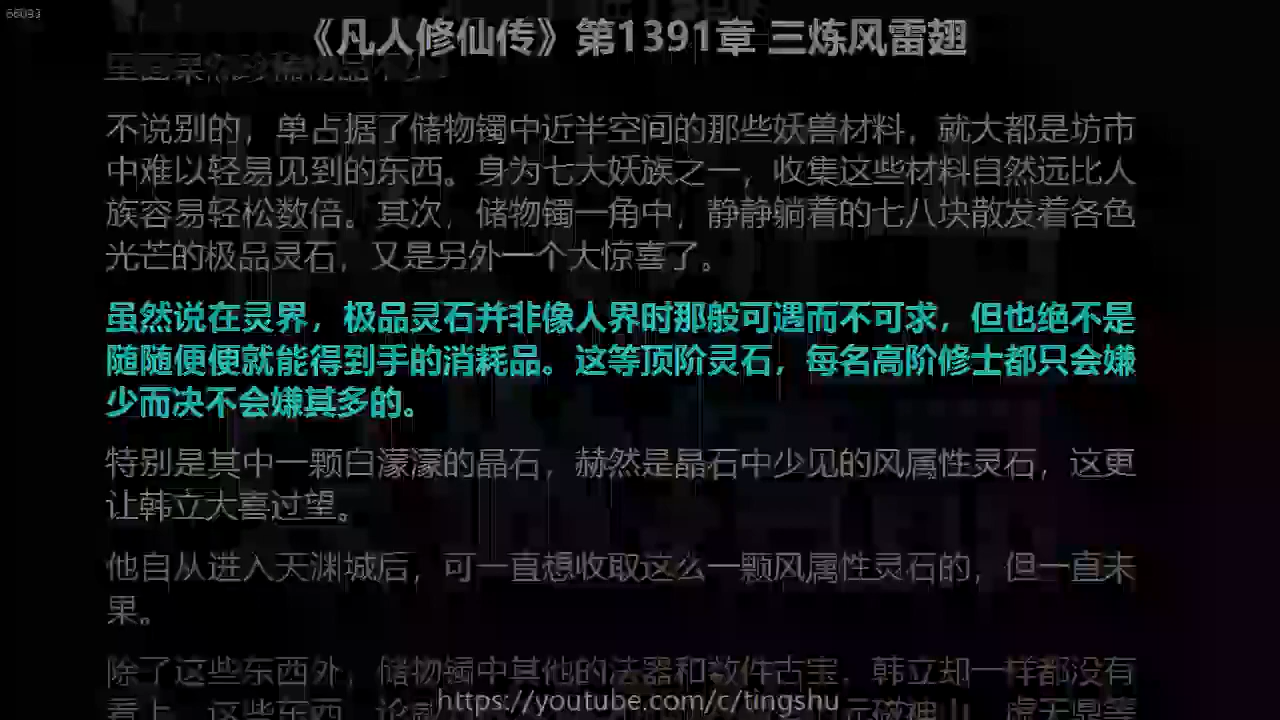 66093
《凡人修仙传》第1391章 三炼风雷翅
不说别的，单占据了储物镯中近半空间的那些妖兽材料，就大都是坊市
中难以轻易见到的东西。身为七大妖族之一，收集这些材料自然远比人
族容易轻松数倍。其次，储物镯一角中，静静躺着的七八块散发着各色
光芒的极品灵石，又是另外一个大惊喜了。
虽然说在灵界，极品灵石并非像人界时那般可遇而不可求，但也绝不是
随随便便就能得到手的消耗品。这等顶阶灵石，每名高阶修士都只会嫌
少而决不会嫌其多的。
特别是其中一颗白濛濛的晶石，赫然是晶石中少见的风属性灵石，这更
让韩立大喜过望。
他自从进入天渊城后，可一直想收取这么一颗风属性灵石的，但一直未
果。
除了这些东西外，储物镯中其他的法器和数件古宝，韩立却一样都没有
看上。这些东西
https://youtube.com/c/tingshu